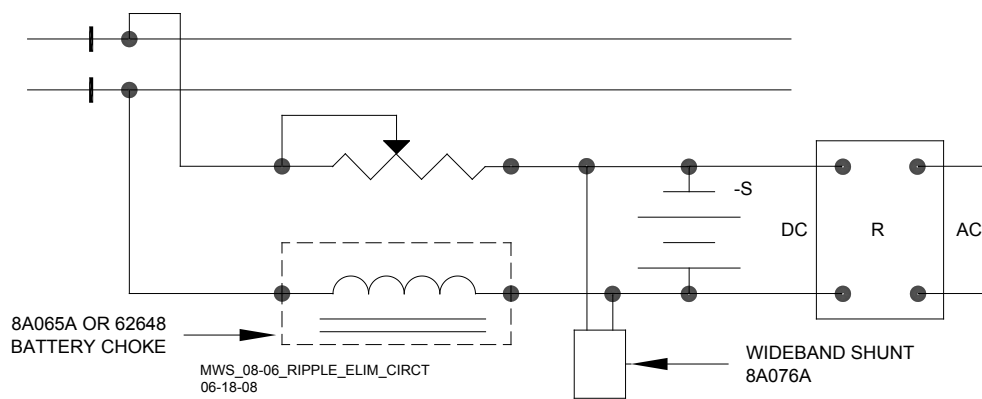 -S
DC
R
AC
8A065A OR 62648
BATTERY CHOKE
MWS_08-06_RIPPLE_ELIM_CIRCT
06-18-08
WIDEBAND SHUNT
8A076A